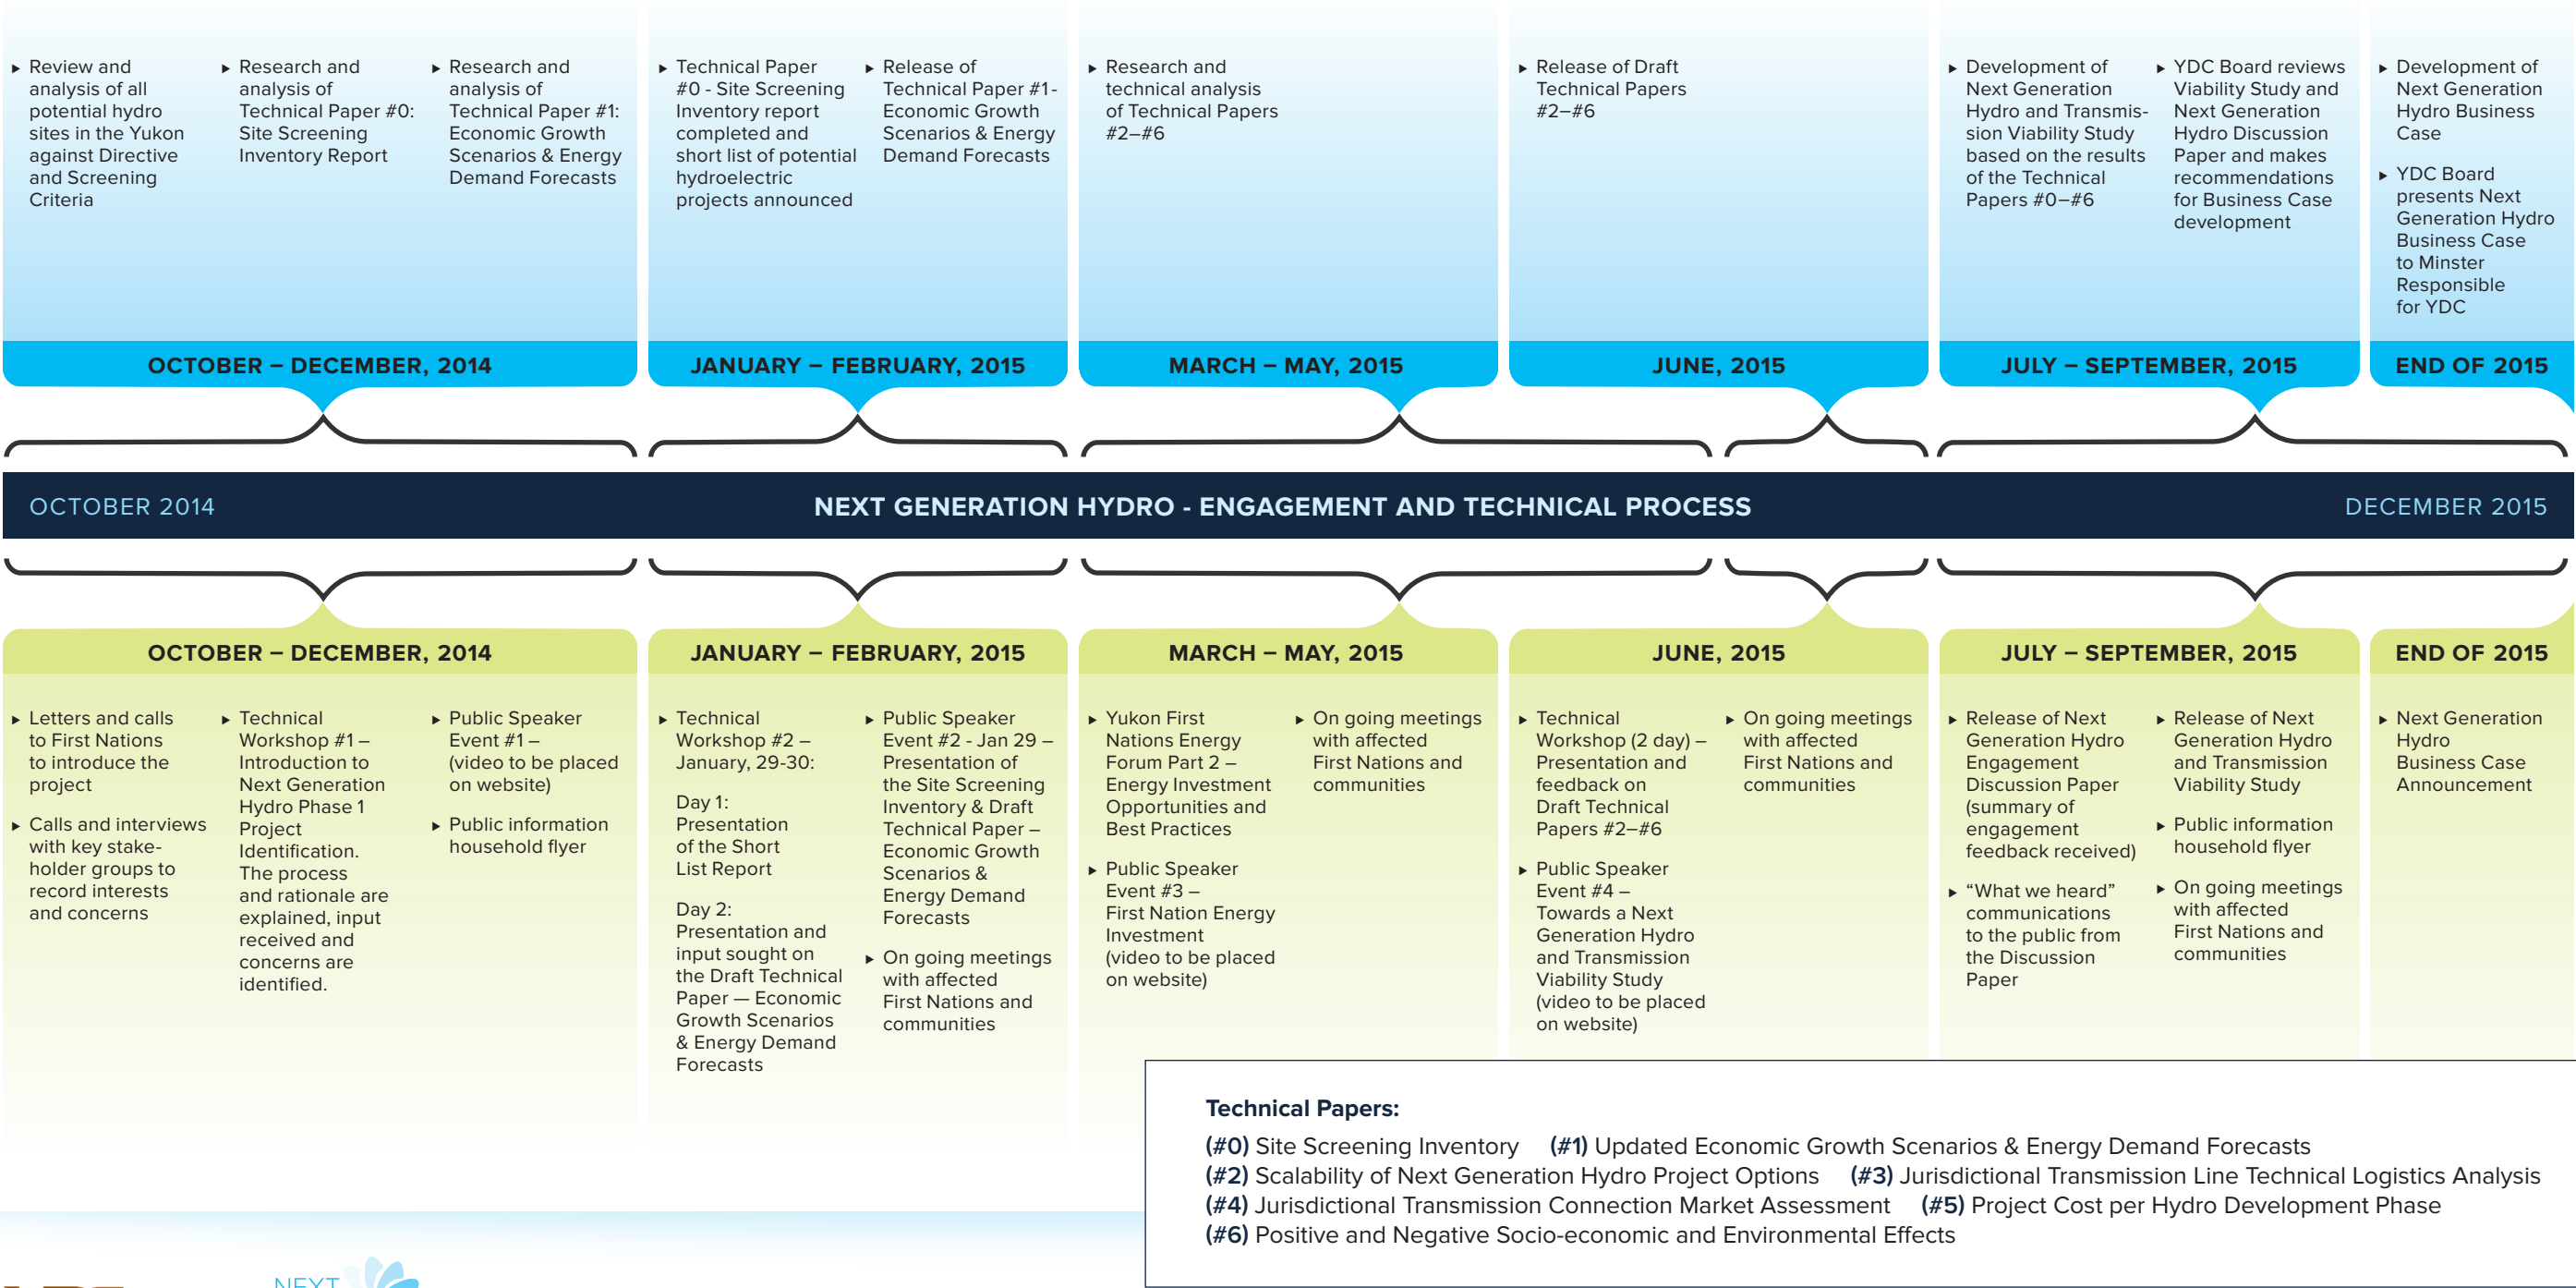 Review and
analysis of all
potential hydro
sites in the Yukon
against Directive
and Screening
Criteria
Research and
analysis of
Technical Paper #0:
Site Screening
Inventory Report
Research and
analysis of
Technical Paper #1:
Economic Growth
Scenarios & Energy
Demand Forecasts
OCTOBER – DECEMBER, 2014
Technical Paper
#0 - Site Screening
Inventory report
completed and
short list of potential
hydroelectric
projects announced
Release of
Technical Paper #1-
Economic Growth
Scenarios & Energy
Demand Forecasts
JANUARY – FEBRUARY, 2015
Research and
technical analysis
of Technical Papers
#2–#6
MARCH – MAY, 2015
Release of Draft
Technical Papers
#2–#6
JUNE, 2015
Development of
Next Generation
Hydro and Transmis-
sion Viability Study
based on the results
of the Technical
Papers #0–#6
YDC Board reviews
Viability Study and
Next Generation
Hydro Discussion
Paper and makes
recommendations
for Business Case
development
JULY – SEPTEMBER, 2015
Development of
Next Generation
Hydro Business
Case
YDC Board
presents Next
Generation Hydro
Business Case
to Minster
Responsible
for YDC
END OF 2015
OCTOBER 2014
NEXT GENERATION HYDRO - ENGAGEMENT AND TECHNICAL PROCESS
DECEMBER 2015
OCTOBER – DECEMBER, 2014
Letters and calls
to First Nations
to introduce the
project
Calls and interviews
with key stake-
holder groups to
record interests
and concerns
Technical
Workshop #1 –
Introduction to
Next Generation
Hydro Phase 1
Project
Identification.
The process
and rationale are
explained, input
received and
concerns are
identified.
Public Speaker
Event #1 –
(video to be placed
on website)
Public information
household flyer
JANUARY – FEBRUARY, 2015
Technical
Workshop #2 –
January, 29-30:
Day 1:
Presentation
of the Short
List Report
Day 2:
Presentation and
input sought on
the Draft Technical
Paper — Economic
Growth Scenarios
& Energy Demand
Forecasts
Public Speaker
Event #2 - Jan 29 –
Presentation of
the Site Screening
Inventory & Draft
Technical Paper –
Economic Growth
Scenarios &
Energy Demand
Forecasts
On going meetings
with affected
First Nations and
communities
MARCH – MAY, 2015
Yukon First
Nations Energy
Forum Part 2 –
Energy Investment
Opportunities and
Best Practices
Public Speaker
Event #3 –
First Nation Energy
Investment
(video to be placed
on website)
On going meetings
with affected
First Nations and
communities
JUNE, 2015
Technical
Workshop (2 day) –
Presentation and
feedback on
Draft Technical
Papers #2–#6
Public Speaker
Event #4 –
Towards a Next
Generation Hydro
and Transmission
Viability Study
(video to be placed
on website)
On going meetings
with affected
First Nations and
communities
JULY – SEPTEMBER, 2015
Release of Next
Generation Hydro
Engagement
Discussion Paper
(summary of
engagement
feedback received)
“What we heard”
communications
to the public from
the Discussion
Paper
Release of Next
Generation Hydro
and Transmission
Viability Study
Public information
household flyer
On going meetings
with affected
First Nations and
communities
END OF 2015
Next Generation
Hydro
Business Case
Announcement
Technical Papers:
(#0) Site Screening Inventory (#1) Updated Economic Growth Scenarios & Energy Demand Forecasts
(#2) Scalability of Next Generation Hydro Project Options (#3) Jurisdictional Transmission Line Technical Logistics Analysis
(#4) Jurisdictional Transmission Connection Market Assessment (#5) Project Cost per Hydro Development Phase
(#6) Positive and Negative Socio-economic and Environmental Effects
NEXT